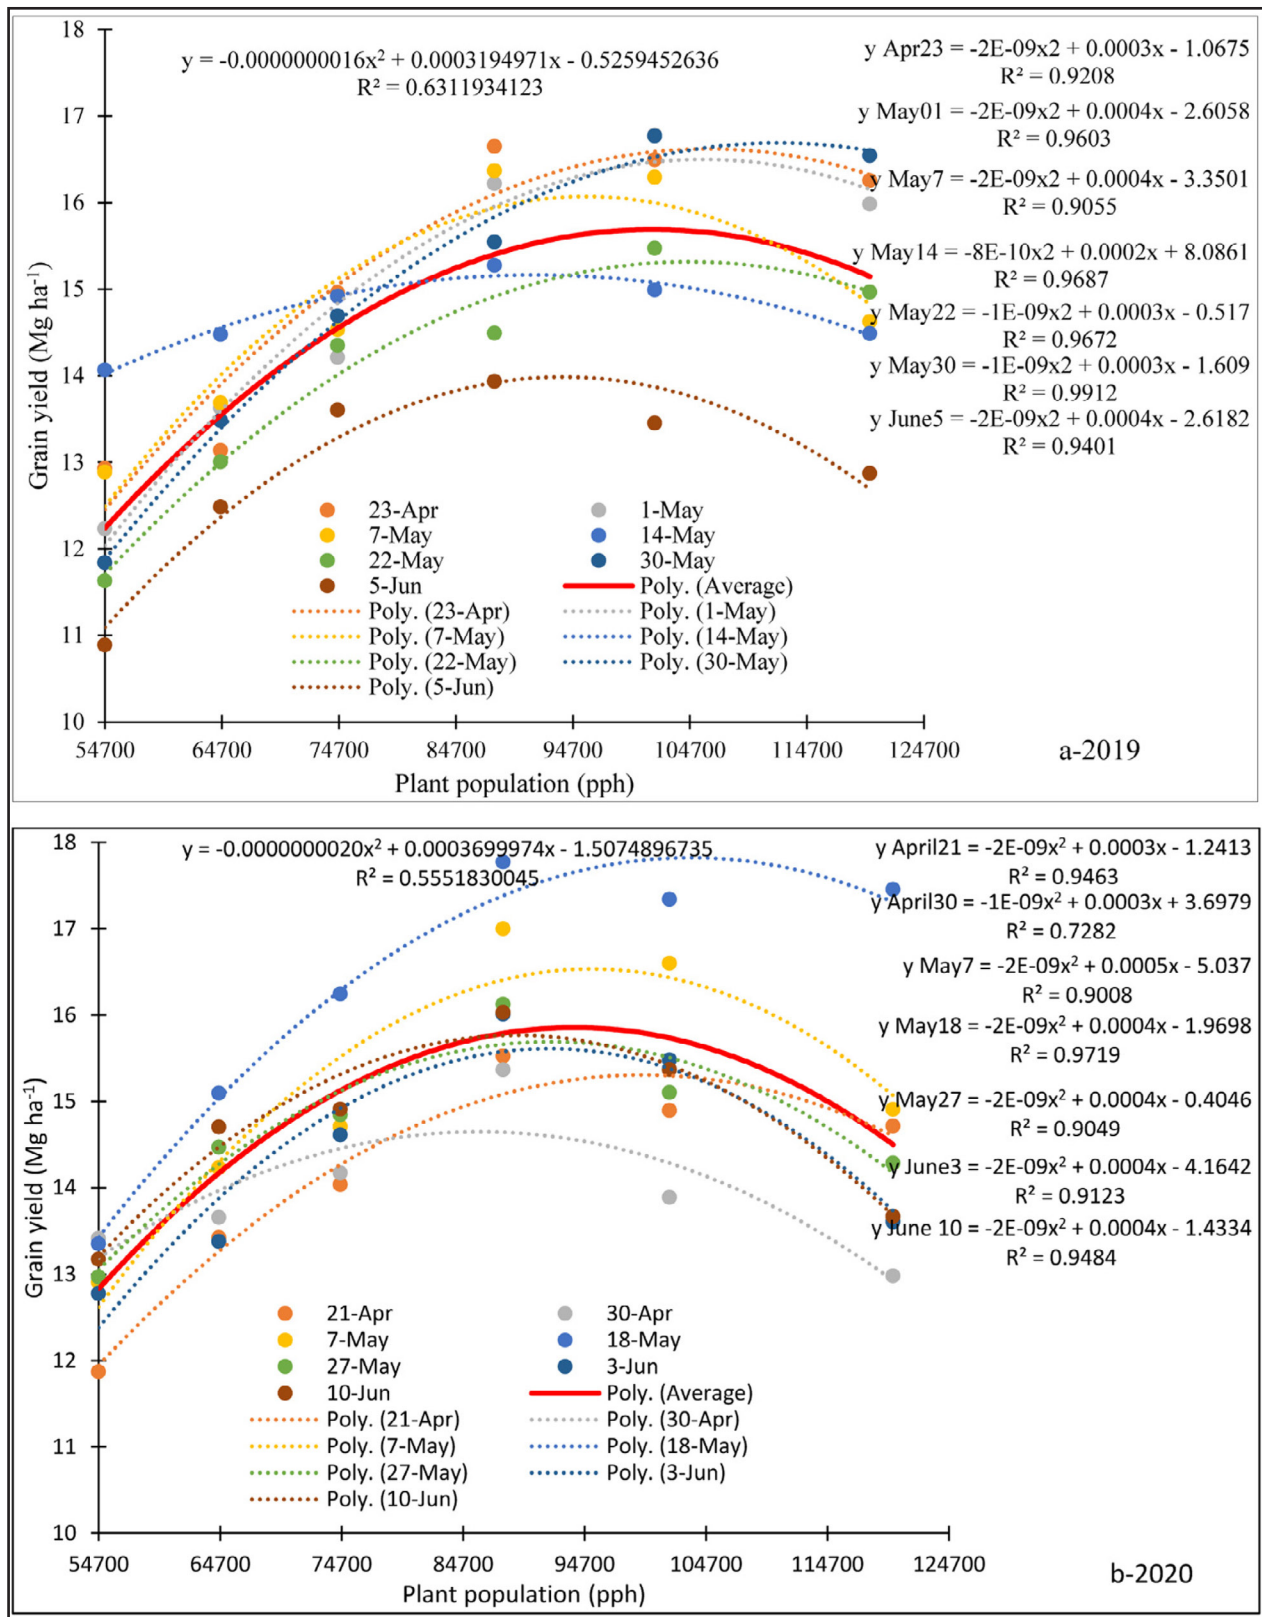 y = -0.0000000016x² + 0.0003194971x - 0.5259452636
R² = 0.6311934123
y Apr23 = -2E-09x2 + 0.0003x - 1.0675
R² = 0.9208
y May01 = -2E-09x2 + 0.0004x - 2.6058
R² = 0.9603
y May7 = -2E-09x2 + 0.0004x - 3.3501
R² = 0.9055
y May14 = -8E-10x2 + 0.0002x + 8.0861
R² = 0.9687
y May22 = -1E-09x2 + 0.0003x - 0.517
R² = 0.9672
y May30 = -1E-09x2 + 0.0003x - 1.609
R² = 0.9912
y June5 = -2E-09x2 + 0.0004x - 2.6182
R² = 0.9401
18
17
16
15
14
13
12
11
10
Grain yield (Mg ha⁻¹)
23-Apr 1-May
7-May 14-May
22-May 30-May
5-Jun Poly. (Average)
Poly. (23-Apr) Poly. (1-May)
Poly. (7-May) Poly. (14-May)
Poly. (22-May) Poly. (30-May)
Poly. (5-Jun)
54700 64700 74700 84700 94700 104700 114700 124700
Plant population (pph)
a-2019
y = -0.0000000020x² + 0.0003699974x - 1.5074896735
R² = 0.5551830045
y April21 = -2E-09x² + 0.0003x - 1.2413
R² = 0.9463
y April30 = -1E-09x² + 0.0003x + 3.6979
R² = 0.7282
y May7 = -2E-09x² + 0.0005x - 5.037
R² = 0.9008
y May18 = -2E-09x² + 0.0004x - 1.9698
R² = 0.9719
y May27 = -2E-09x² + 0.0004x - 0.4046
R² = 0.9049
y June3 = -2E-09x² + 0.0004x - 4.1642
R² = 0.9123
y June 10 = -2E-09x² + 0.0004x - 1.4334
R² = 0.9484
18
17
16
15
14
13
12
11
10
Grain yield (Mg ha⁻¹)
21-Apr 30-Apr
7-May 18-May
27-May 3-Jun
10-Jun Poly. (Average)
Poly. (21-Apr) Poly. (30-Apr)
Poly. (7-May) Poly. (18-May)
Poly. (27-May) Poly. (3-Jun)
Poly. (10-Jun)
54700 64700 74700 84700 94700 104700 114700 124700
Plant population (pph)
b-2020